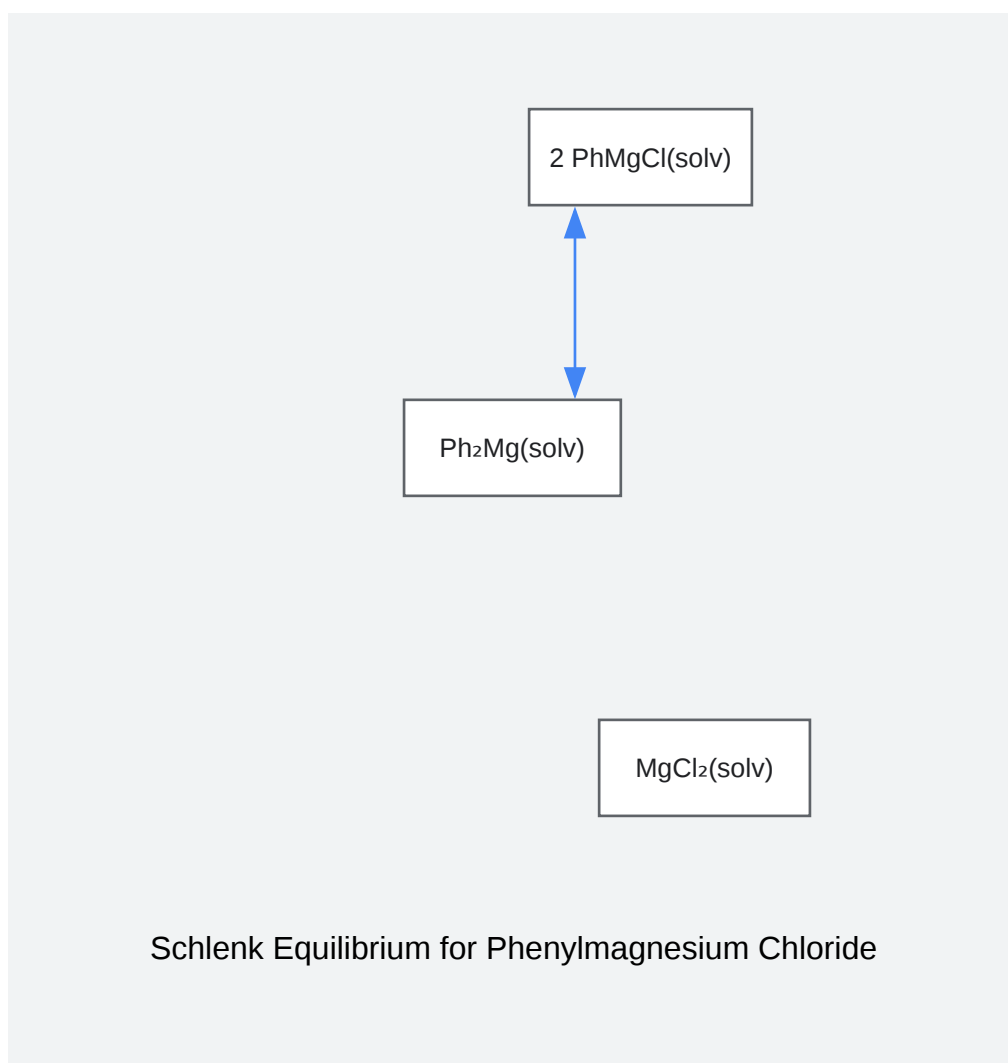 2 PhMgCl(solv)
Ph₂Mg(solv)
MgCl₂(solv)
Schlenk Equilibrium for Phenylmagnesium Chloride